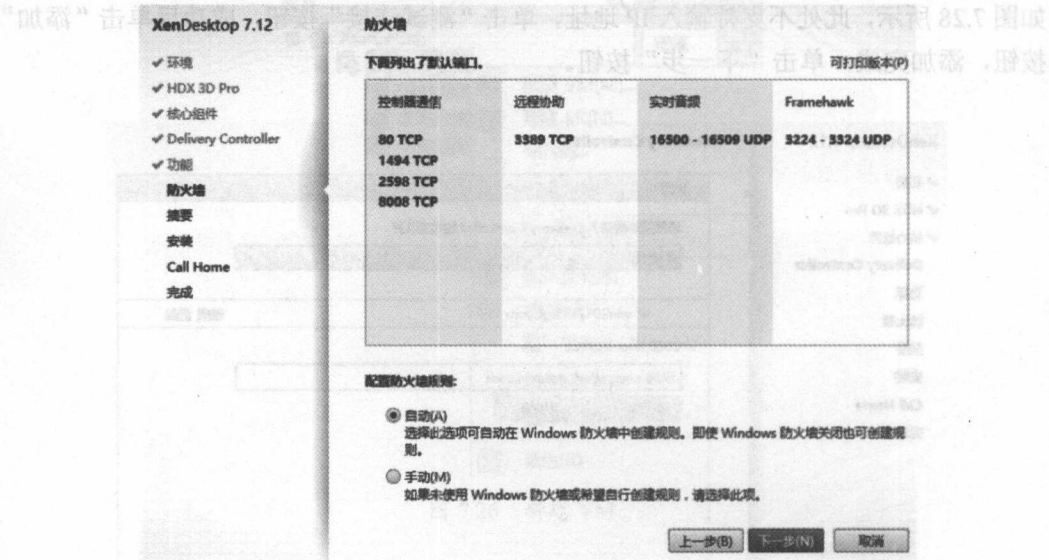 XenDesktop 7.12
✔ 环境
✔ HDX 3D Pro
✔ 核心组件
✔ Delivery Controller
✔ 功能
防火墙
摘要
安装
Call Home
完成
防火墙
下面列出了默认端口。
可打印版本(P)
控制器通信 远程协助 实时音频 Framehawk
80 TCP 3389 TCP 16500 - 16509 UDP 3224 - 3324 UDP
1494 TCP
2598 TCP
8008 TCP
配置防火墙规则:
自动(A)
选择此选项可自动在 Windows 防火墙中创建规则。即使 Windows 防火墙关闭也可创建规
则。
手动(M)
如果未使用 Windows 防火墙或希望自行创建规则，请选择此项。
上一步(B) 下一步(N) 取消